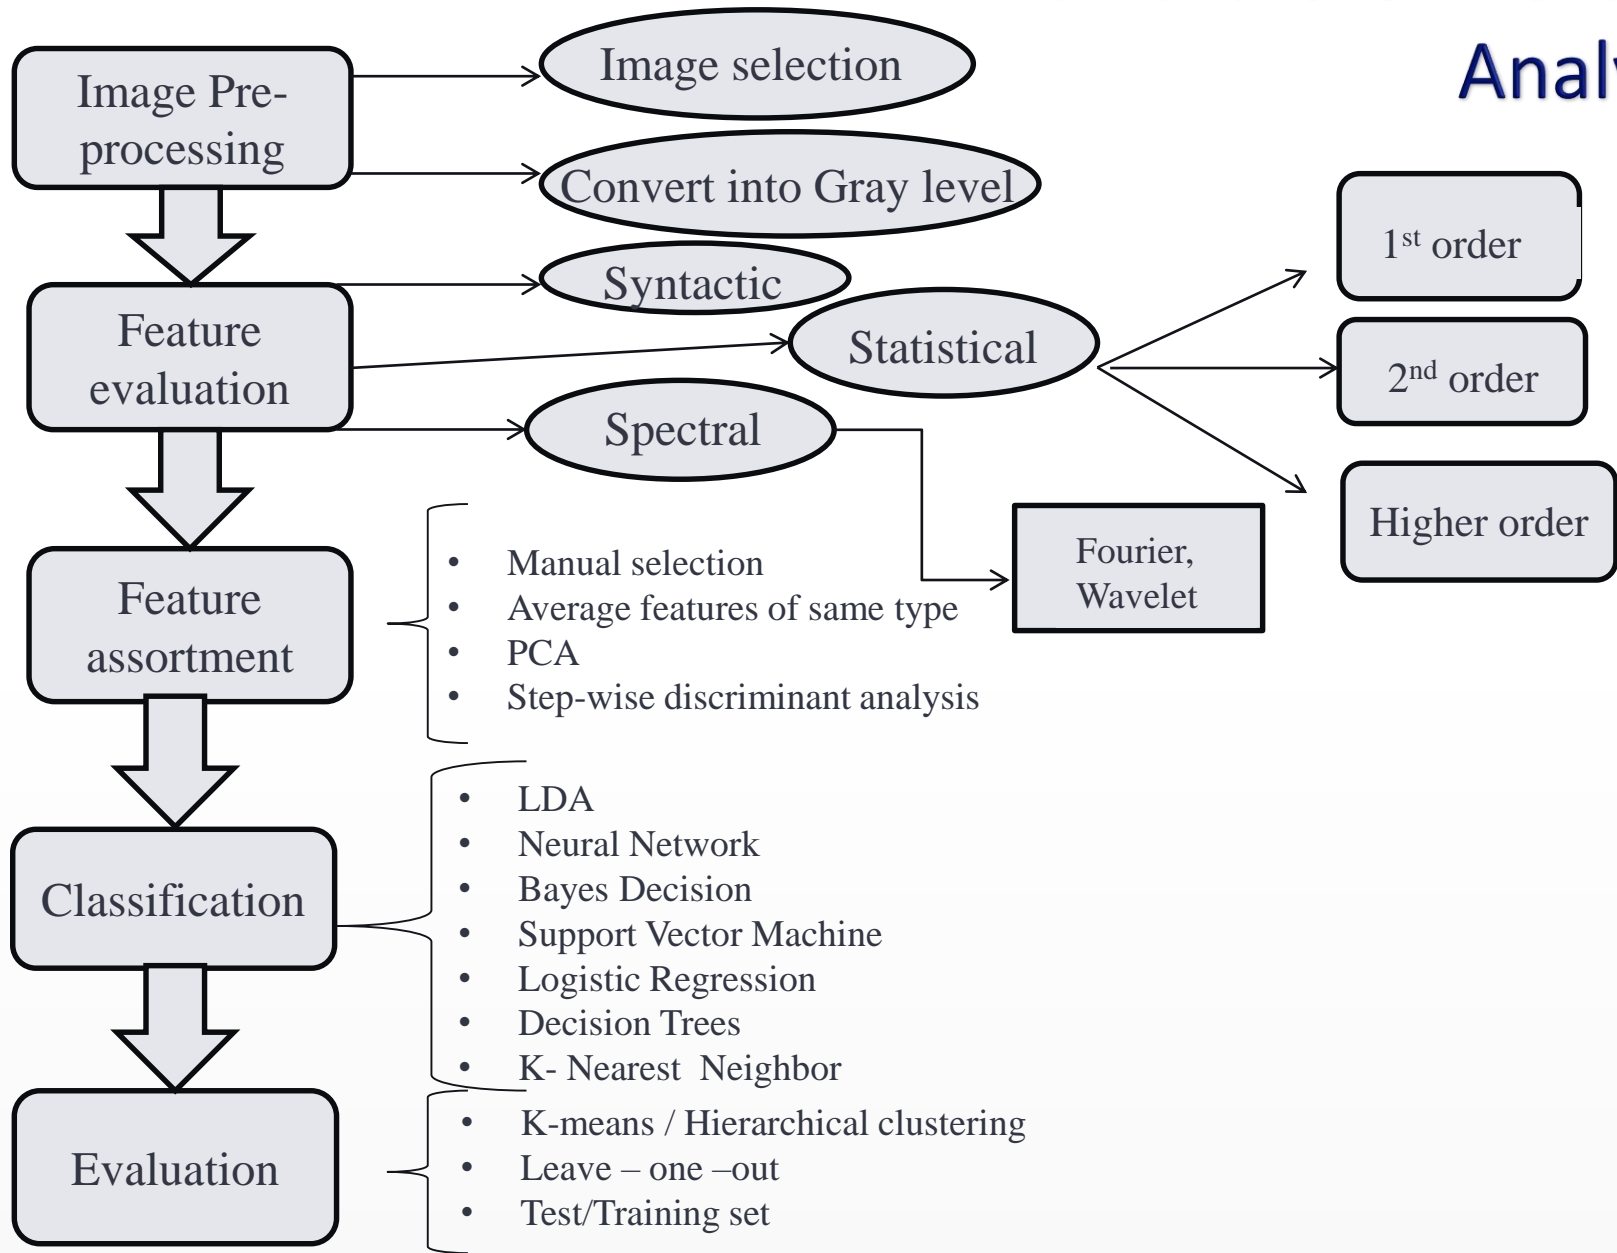 Analy
Image Pre-
processing
Image selection
Convert into Gray level
Feature
evaluation
Syntactic
Statistical
Spectral
1st order
2nd order
Higher order
Fourier,
Wavelet
Feature
assortment
• Manual selection
• Average features of same type
• PCA
• Step-wise discriminant analysis
Classification
• LDA
• Neural Network
• Bayes Decision
• Support Vector Machine
• Logistic Regression
• Decision Trees
• K- Nearest Neighbor
Evaluation
• K-means / Hierarchical clustering
• Leave – one –out
• Test/Training set